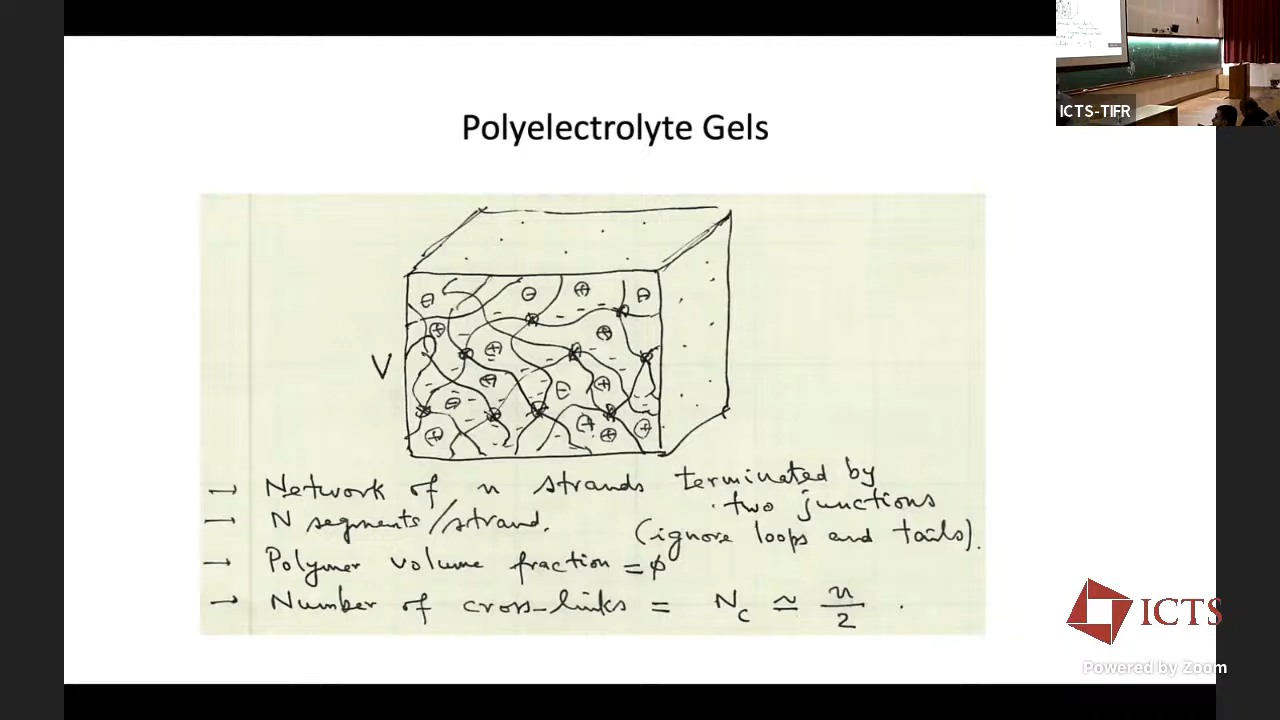 ICTS-TIFR
Polyelectrolyte Gels
V
→ Network of n strands terminated by
two junctions
→ N segments/strand.
(ignore loops and tails).
→ Polymer volume fraction = ϕ
→ Number of cross-links = N_c ≃ n/2.
ICTS
Powered by Zoom